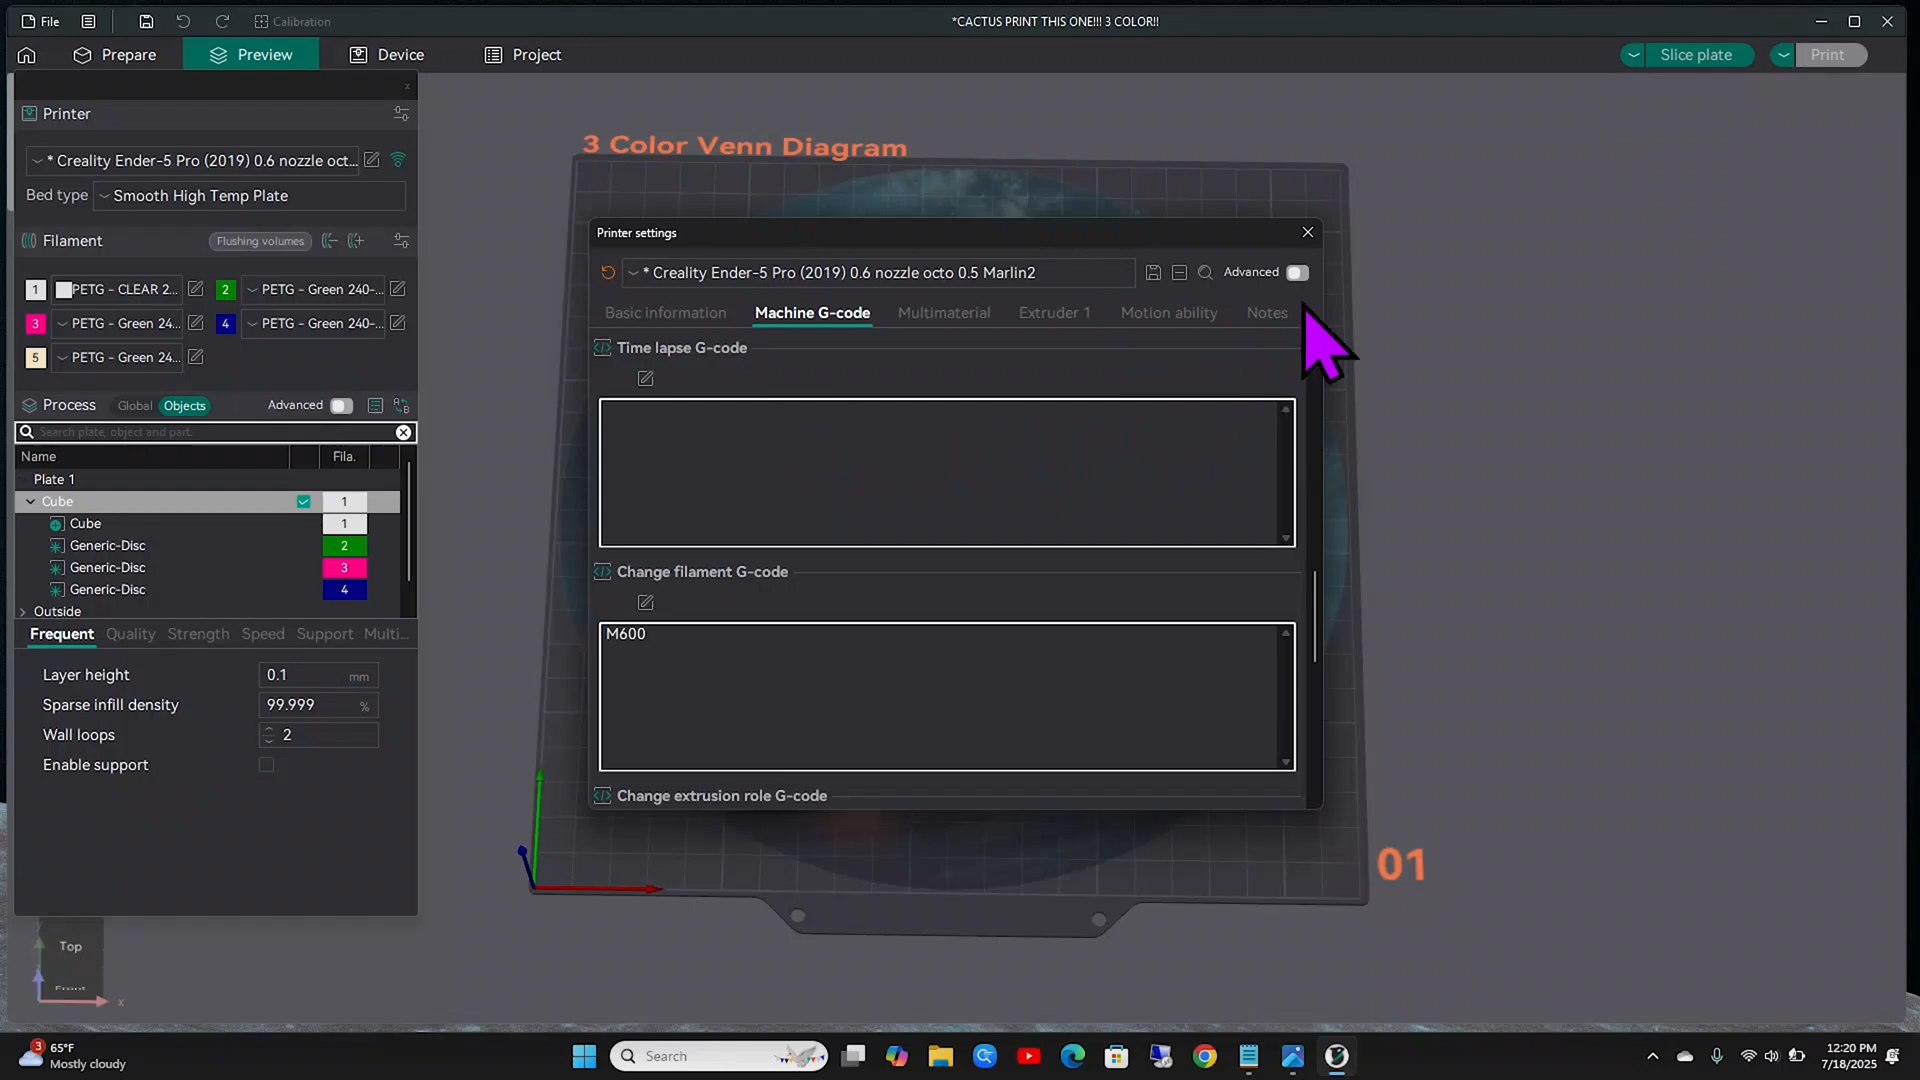 File
Calibration
*CACTUS PRINT THIS ONE!!! 3 COLOR!!
Prepare
Preview
Device
Project
Slice plate
Print
Printer
* Creality Ender-5 Pro (2019) 0.6 nozzle oct...
Bed type
Smooth High Temp Plate
Filament
Flushing volumes
1
PETG - CLEAR 2...
2
PETG - Green 240-...
3
PETG - Green 24...
4
PETG - Green 240-...
5
PETG - Green 24...
Process
Global
Objects
Advanced
Search plate, object and part.
Name
Fila.
Plate 1
Cube
1
Cube
1
Generic-Disc
2
Generic-Disc
3
Generic-Disc
4
Outside
Frequent
Quality
Strength
Speed
Support
Multi...
Layer height
0.1
mm
Sparse infill density
99.999
%
Wall loops
2
Enable support
3 Color Venn Diagram
Printer settings
* Creality Ender-5 Pro (2019) 0.6 nozzle octo 0.5 Marlin2
Advanced
Basic information
Machine G-code
Multimaterial
Extruder 1
Motion ability
Notes
Time lapse G-code
Change filament G-code
M600
Change extrusion role G-code
01
Top
Front
x
3
65°F
Mostly cloudy
Search
12:20 PM
7/18/2025